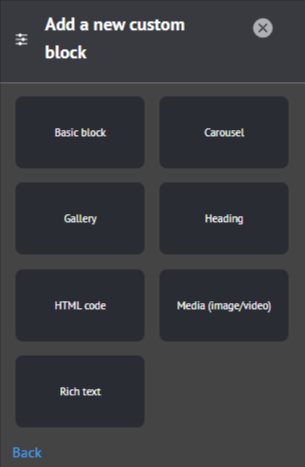 Add a new custom
block
Basic block
Carousel
Gallery
Heading
HTML code
Media (image/video)
Rich text
Back